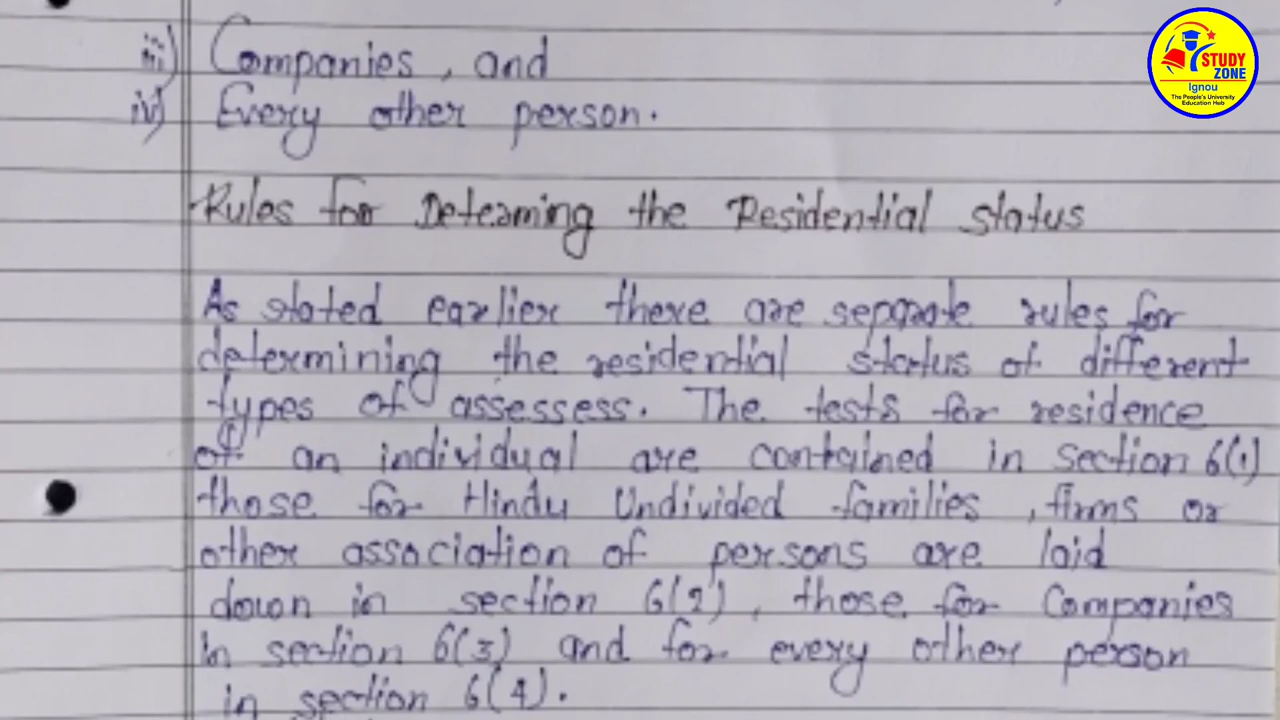 iii) Companies, and
iv) Every other person.
Rules for Determing the Residential status
As stated earlier there are separate rules for
determining the residential status of different
types of assessess. The tests for residence
of an individual are contained in section 6(1)
those for Hindu Undivided families, firms or
other association of persons are laid
down in section 6(2), those for Companies
in section 6(3) and for every other person
in section 6(4).
STUDY
ZONE
Ignou
The People's University
Education Hub